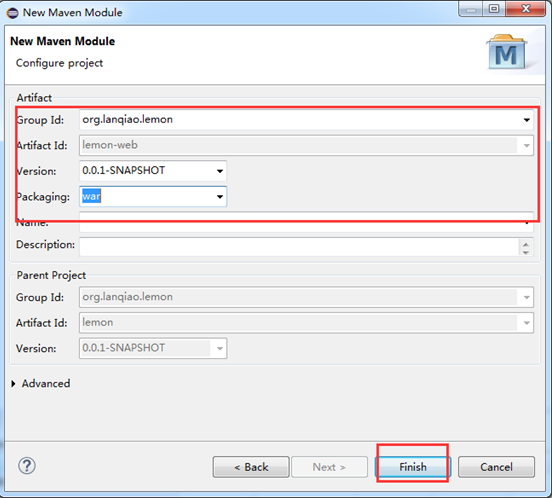 New Maven Module
New Maven Module
Configure project
M
Artifact
Group Id: org.lanqiao.lemon
Artifact Id: lemon-web
Version: 0.0.1-SNAPSHOT
Packaging: war
Name:
Description:
Parent Project
Group Id: org.lanqiao.lemon
Artifact Id: lemon
Version: 0.0.1-SNAPSHOT
Advanced
? < Back Next > Finish Cancel